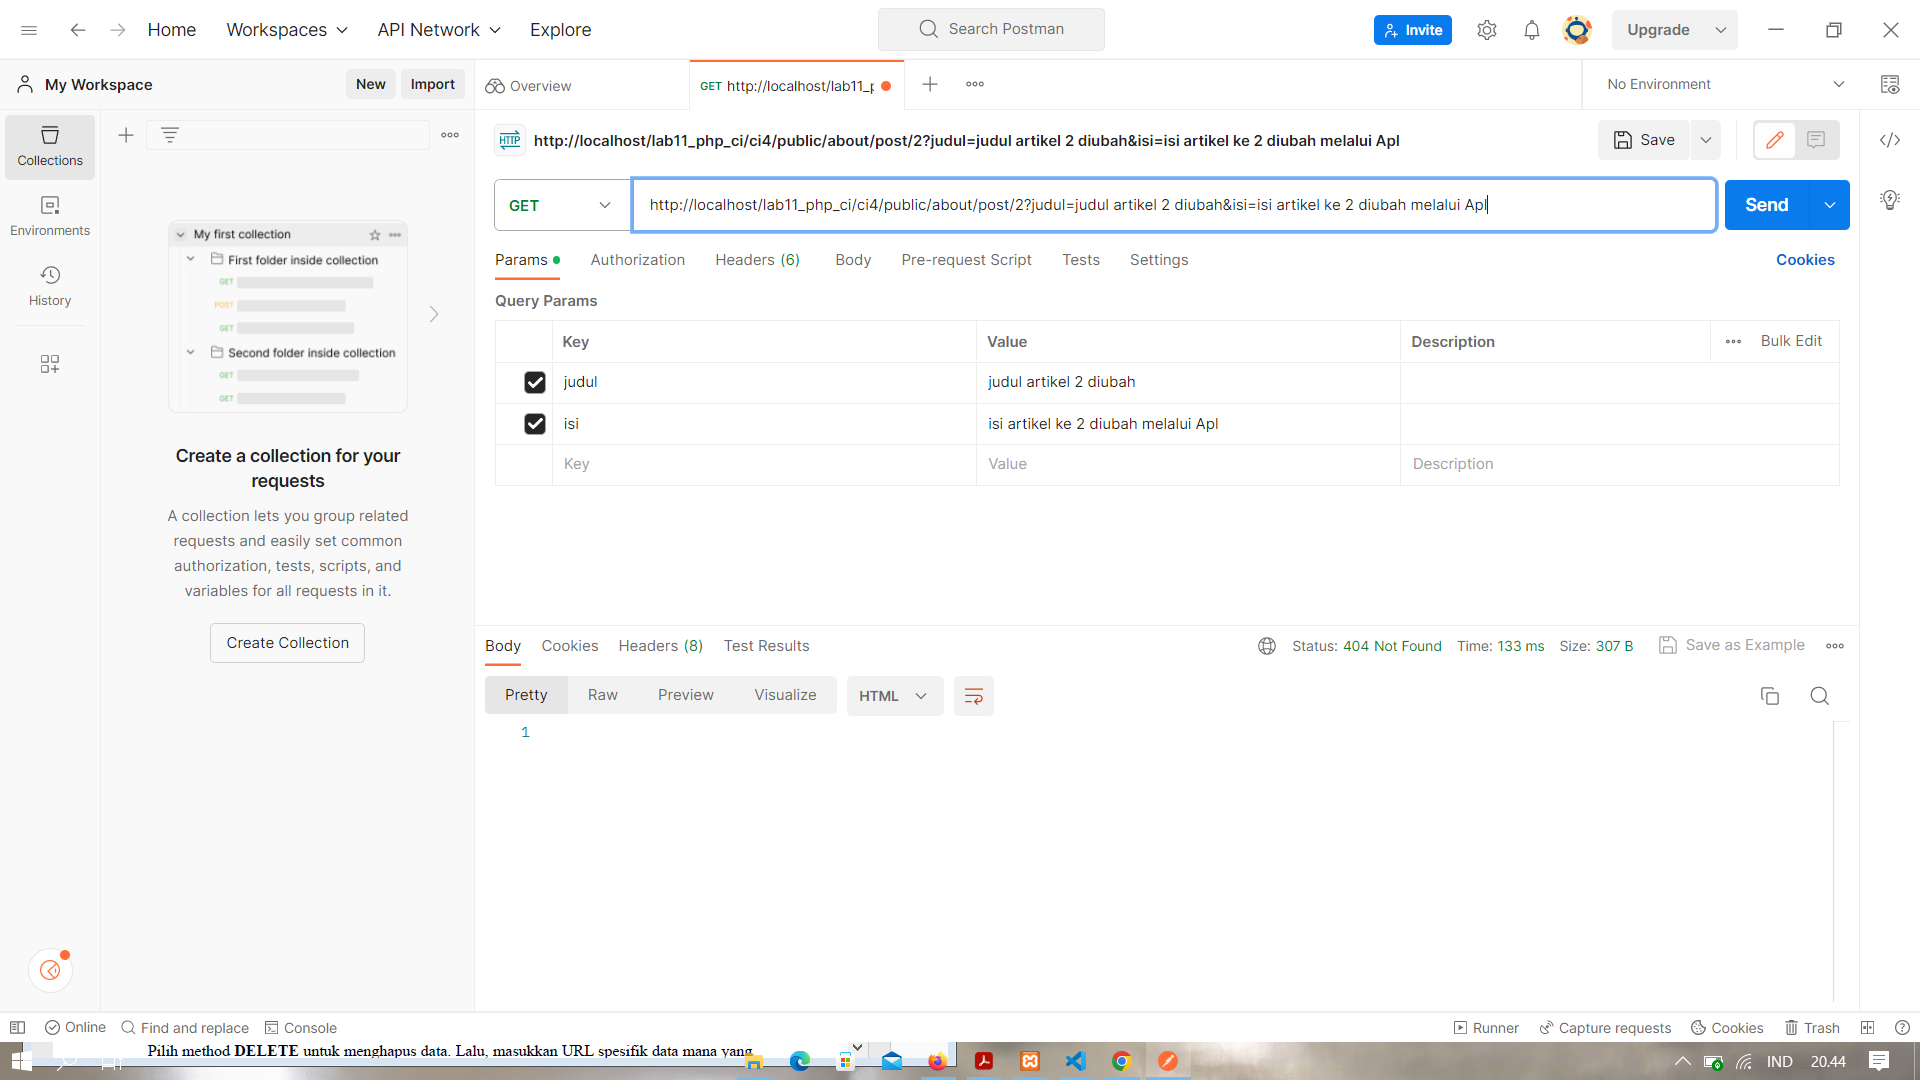 Home Workspaces API Network Explore Search Postman Invite Upgrade
My Workspace New Import Overview GET http://localhost/lab11_p No Environment
Collections
Environments
History
My first collection
First folder inside collection
GET
POST
GET
Second folder inside collection
GET
GET
Create a collection for your
requests
A collection lets you group related
requests and easily set common
authorization, tests, scripts, and
variables for all requests in it.
Create Collection
HTTP http://localhost/lab11_php_ci/ci4/public/about/post/2?judul=judul artikel 2 diubah&isi=isi artikel ke 2 diubah melalui ApI Save
GET http://localhost/lab11_php_ci/ci4/public/about/post/2?judul=judul artikel 2 diubah&isi=isi artikel ke 2 diubah melalui ApI Send
Params Authorization Headers (6) Body Pre-request Script Tests Settings Cookies
Query Params
Key Value Description Bulk Edit
judul judul artikel 2 diubah
isi isi artikel ke 2 diubah melalui ApI
Key Value Description
Body Cookies Headers (8) Test Results Status: 404 Not Found Time: 133 ms Size: 307 B Save as Example
Pretty Raw Preview Visualize HTML
1
Online Find and replace Console Runner Capture requests Cookies Trash
Pilih method DELETE untuk menghapus data. Lalu, masukkan URL spesifik data mana yang
IND 20.44